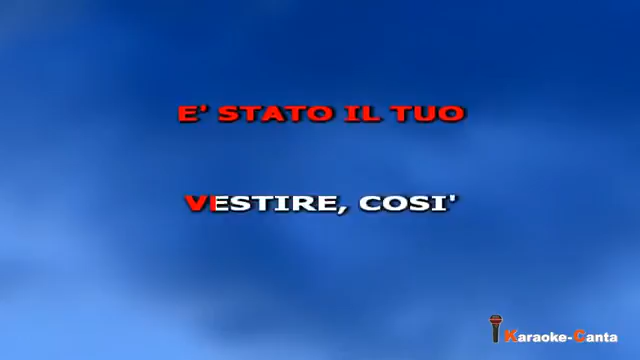 E' STATO IL TUO
VESTIRE, COSI'
Karaoke-Canta